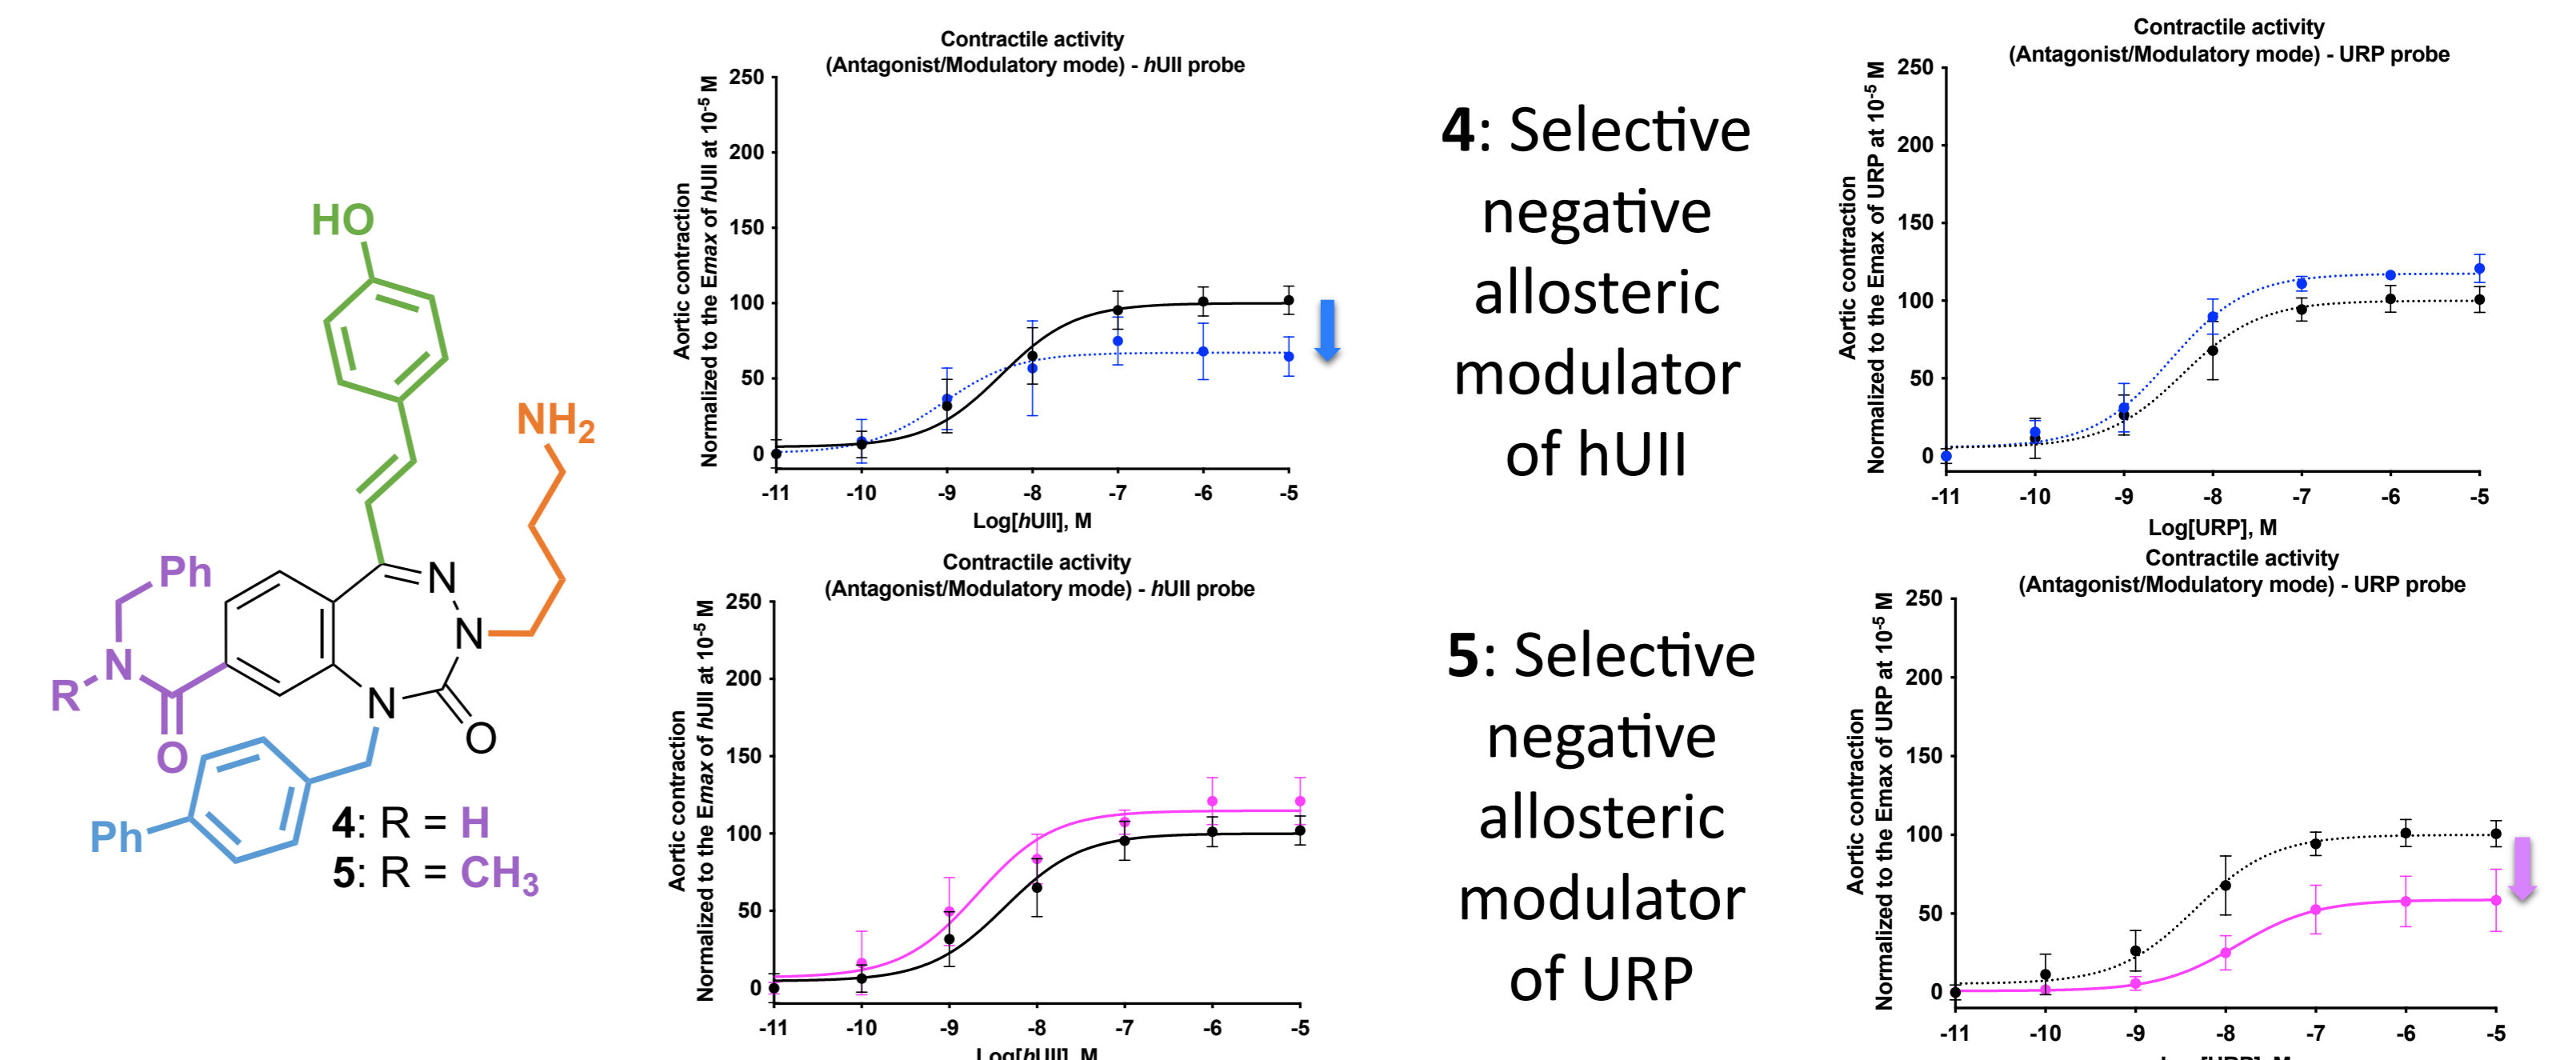 HO
NH2
Ph
N
N
N
R
N
O
O
Ph
4: R = H
5: R = CH3
Contractile activity
(Antagonist/Modulatory mode) - hUII probe
Aortic contraction
Normalized to the Emax of hUII at 10-5 M
250
200
150
100
50
0
-11 -10 -9 -8 -7 -6 -5
Log[hUII], M
4: Selective
negative
allosteric
modulator
of hUII
Contractile activity
(Antagonist/Modulatory mode) - URP probe
Aortic contraction
Normalized to the Emax of URP at 10-5 M
250
200
150
100
50
0
-11 -10 -9 -8 -7 -6 -5
Log[URP], M
Contractile activity
(Antagonist/Modulatory mode) - hUII probe
Aortic contraction
Normalized to the Emax of hUII at 10-5 M
250
200
150
100
50
0
-11 -10 -9 -8 -7 -6 -5
Log[hUII], M
5: Selective
negative
allosteric
modulator
of URP
Contractile activity
(Antagonist/Modulatory mode) - URP probe
Aortic contraction
Normalized to the Emax of URP at 10-5 M
250
200
150
100
50
0
-11 -10 -9 -8 -7 -6 -5